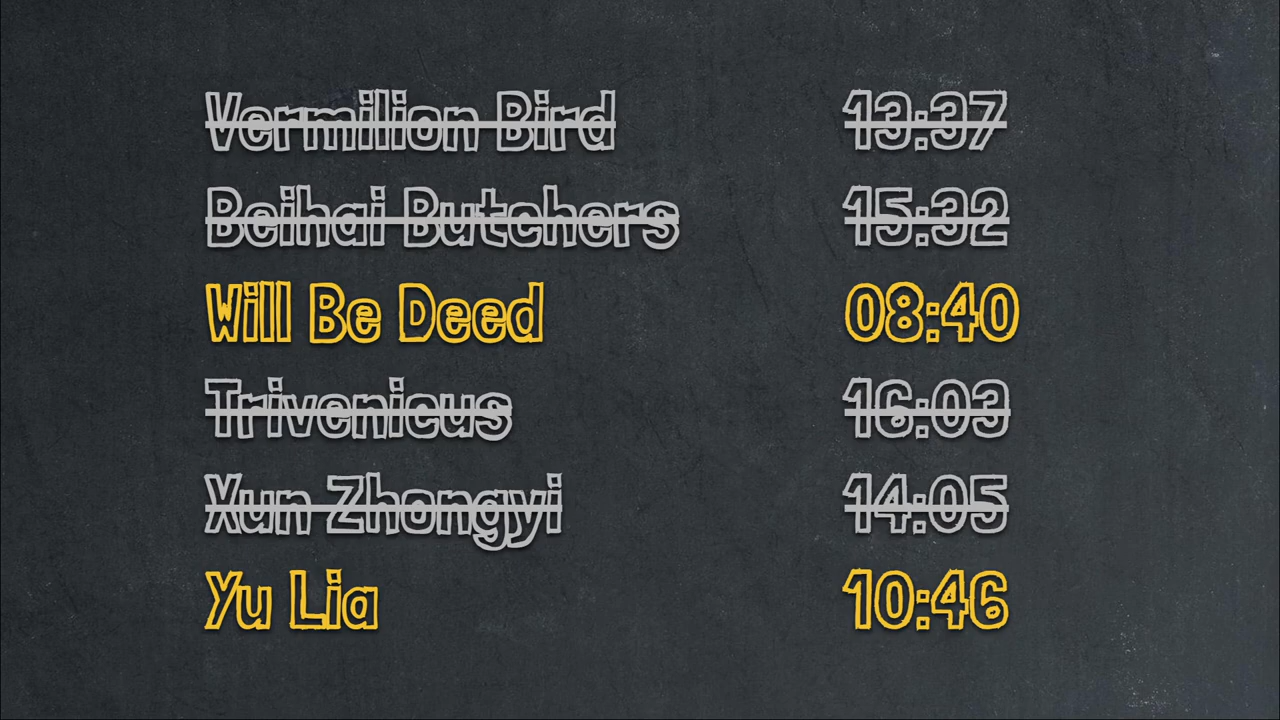 Vermilion Bird 13:37
Beihai Butchers 15:32
Will Be Deed 08:40
Trivenicus 16:03
Xun Zhongyi 14:05
Yu Lia 10:46